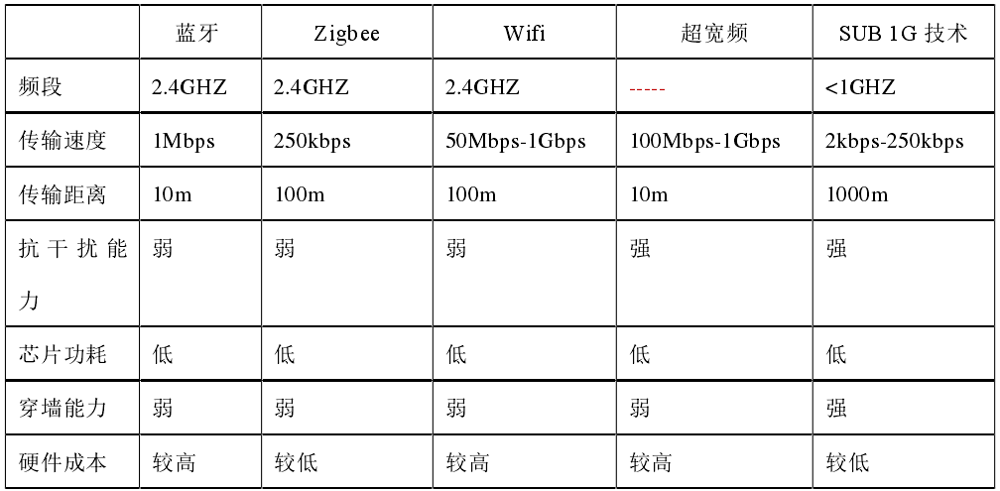 蓝牙 Zigbee Wifi 超宽频 SUB 1G 技术
频段 2.4GHZ 2.4GHZ 2.4GHZ ----- <1GHZ
传输速度 1Mbps 250kbps 50Mbps-1Gbps 100Mbps-1Gbps 2kbps-250kbps
传输距离 10m 100m 100m 10m 1000m
抗干扰能 弱 弱 弱 强 强
力
芯片功耗 低 低 低 低 低
穿墙能力 弱 弱 弱 弱 强
硬件成本 较高 较低 较高 较高 较低